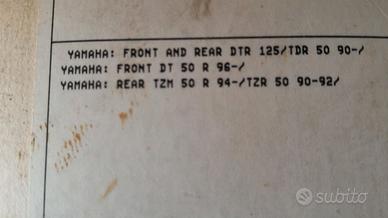 YAMAHA: FRONT AND REAR DTR 125/TDR 50 90-/
YAMAHA: FRONT DT 50 R 96-/
YAMAHA: REAR TZM 50 R 94-/TZR 50 90-92/
subito